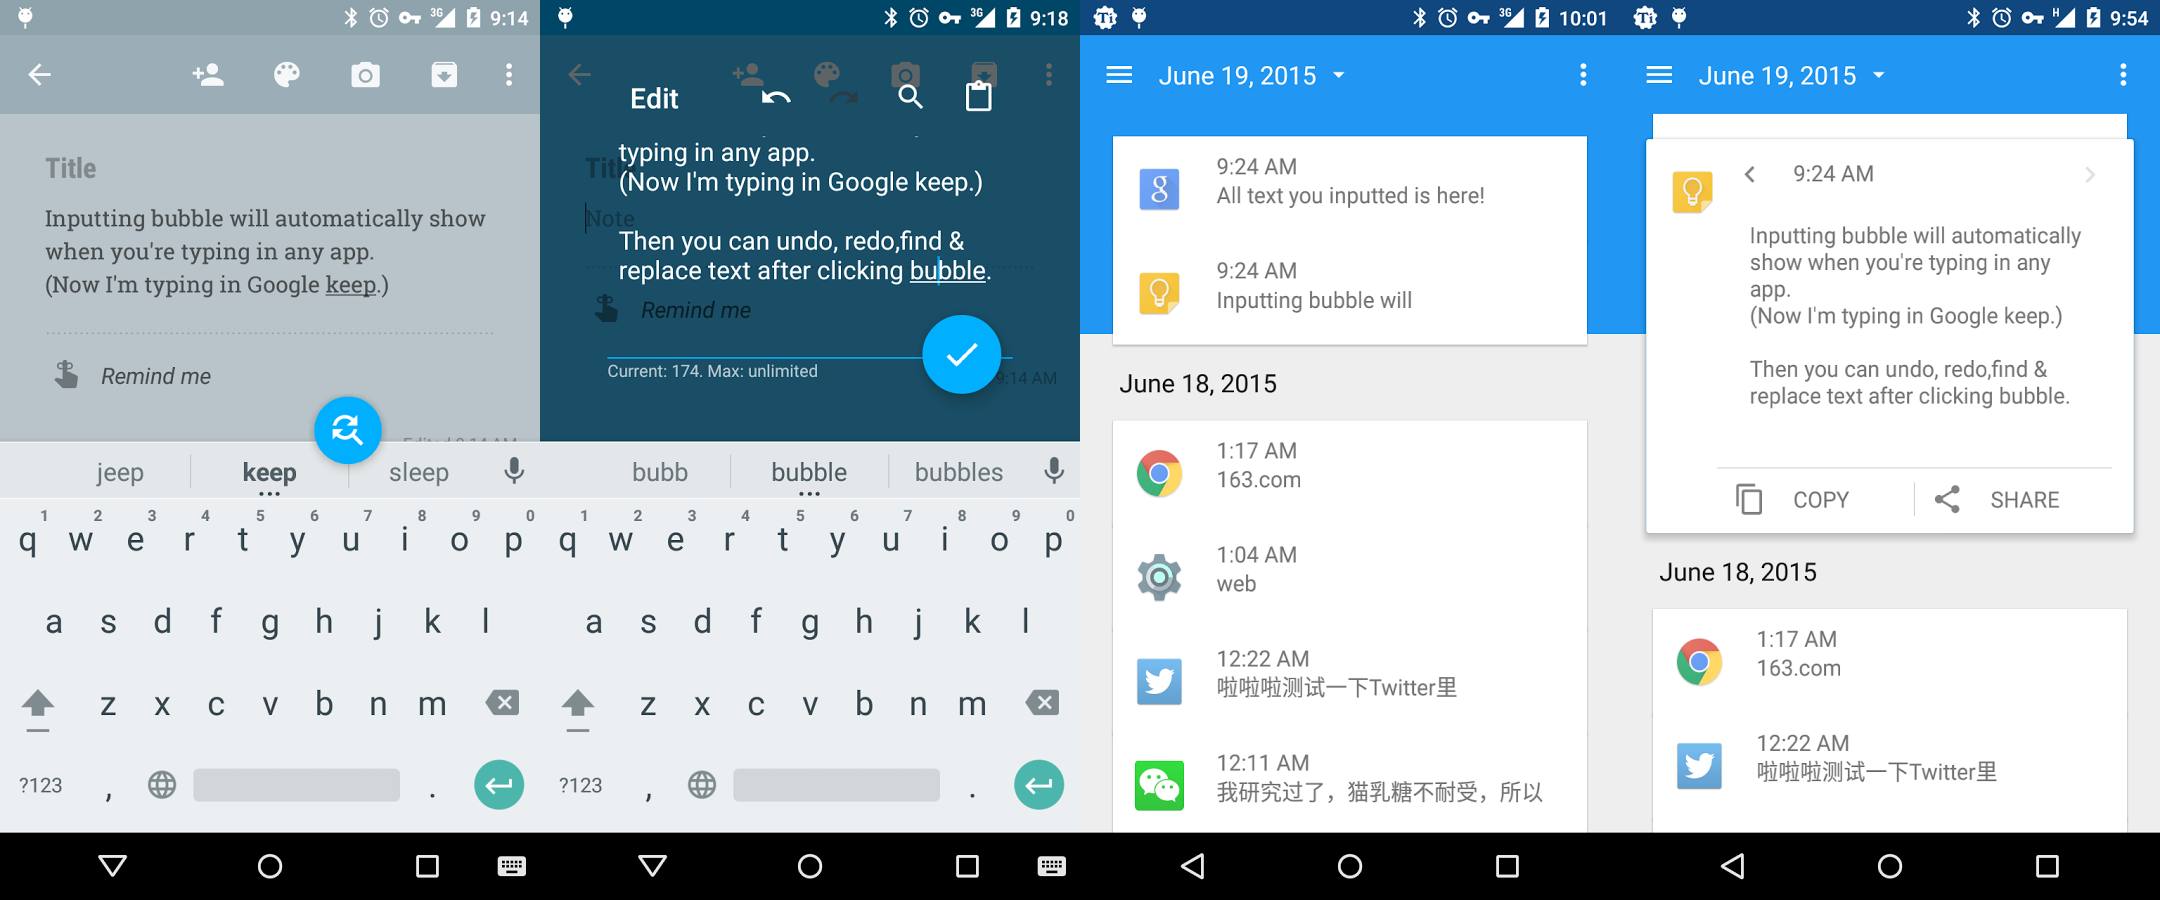 3G 9:14
Title
Inputting bubble will automatically show
when you're typing in any app.
(Now I'm typing in Google keep.)
Remind me
Edited 9:14 AM
jeep keep sleep
1 2 3 4 5 6 7 8 9 0
q w e r t y u i o p
a s d f g h j k l
z x c v b n m
?123 , .
3G 9:18
Edit
Title
typing in any app.
(Now I'm typing in Google keep.)
Note
Then you can undo, redo,find &
replace text after clicking bubble.
Remind me
Current: 174. Max: unlimited
9:14 AM
bubb bubble bubbles
1 2 3 4 5 6 7 8 9 0
q w e r t y u i o p
a s d f g h j k l
z x c v b n m
?123 , .
Ti 3G 10:01
June 19, 2015
g
9:24 AM
All text you inputted is here!
9:24 AM
Inputting bubble will
June 18, 2015
1:17 AM
163.com
1:04 AM
web
12:22 AM
啦啦啦测试一下Twitter里
12:11 AM
我研究过了，猫乳糖不耐受，所以
Ti H 9:54
June 19, 2015
9:24 AM
Inputting bubble will automatically
show when you're typing in any
app.
(Now I'm typing in Google keep.)
Then you can undo, redo,find &
replace text after clicking bubble.
COPY SHARE
June 18, 2015
1:17 AM
163.com
12:22 AM
啦啦啦测试一下Twitter里